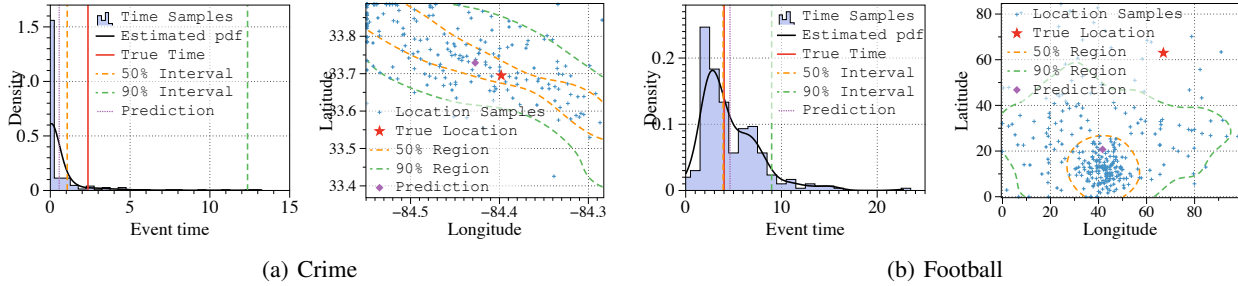 Density
1.5
1.0
0.5
0
0
5
10
15
Event time
Time Samples
Estimated pdf
True Time
50% Interval
90% Interval
Prediction
Latitude
33.8
33.7
33.6
33.5
33.4
−84.5
−84.4
−84.3
Longitude
Location Samples
True Location
50% Region
90% Region
Prediction
(a) Crime
Density
0.2
0.1
0
0
10
20
Event time
Time Samples
Estimated pdf
True Time
50% Interval
90% Interval
Prediction
Latitude
80
60
40
20
0
0
20
40
60
80
Longitude
Location Samples
True Location
50% Region
90% Region
Prediction
(b) Football